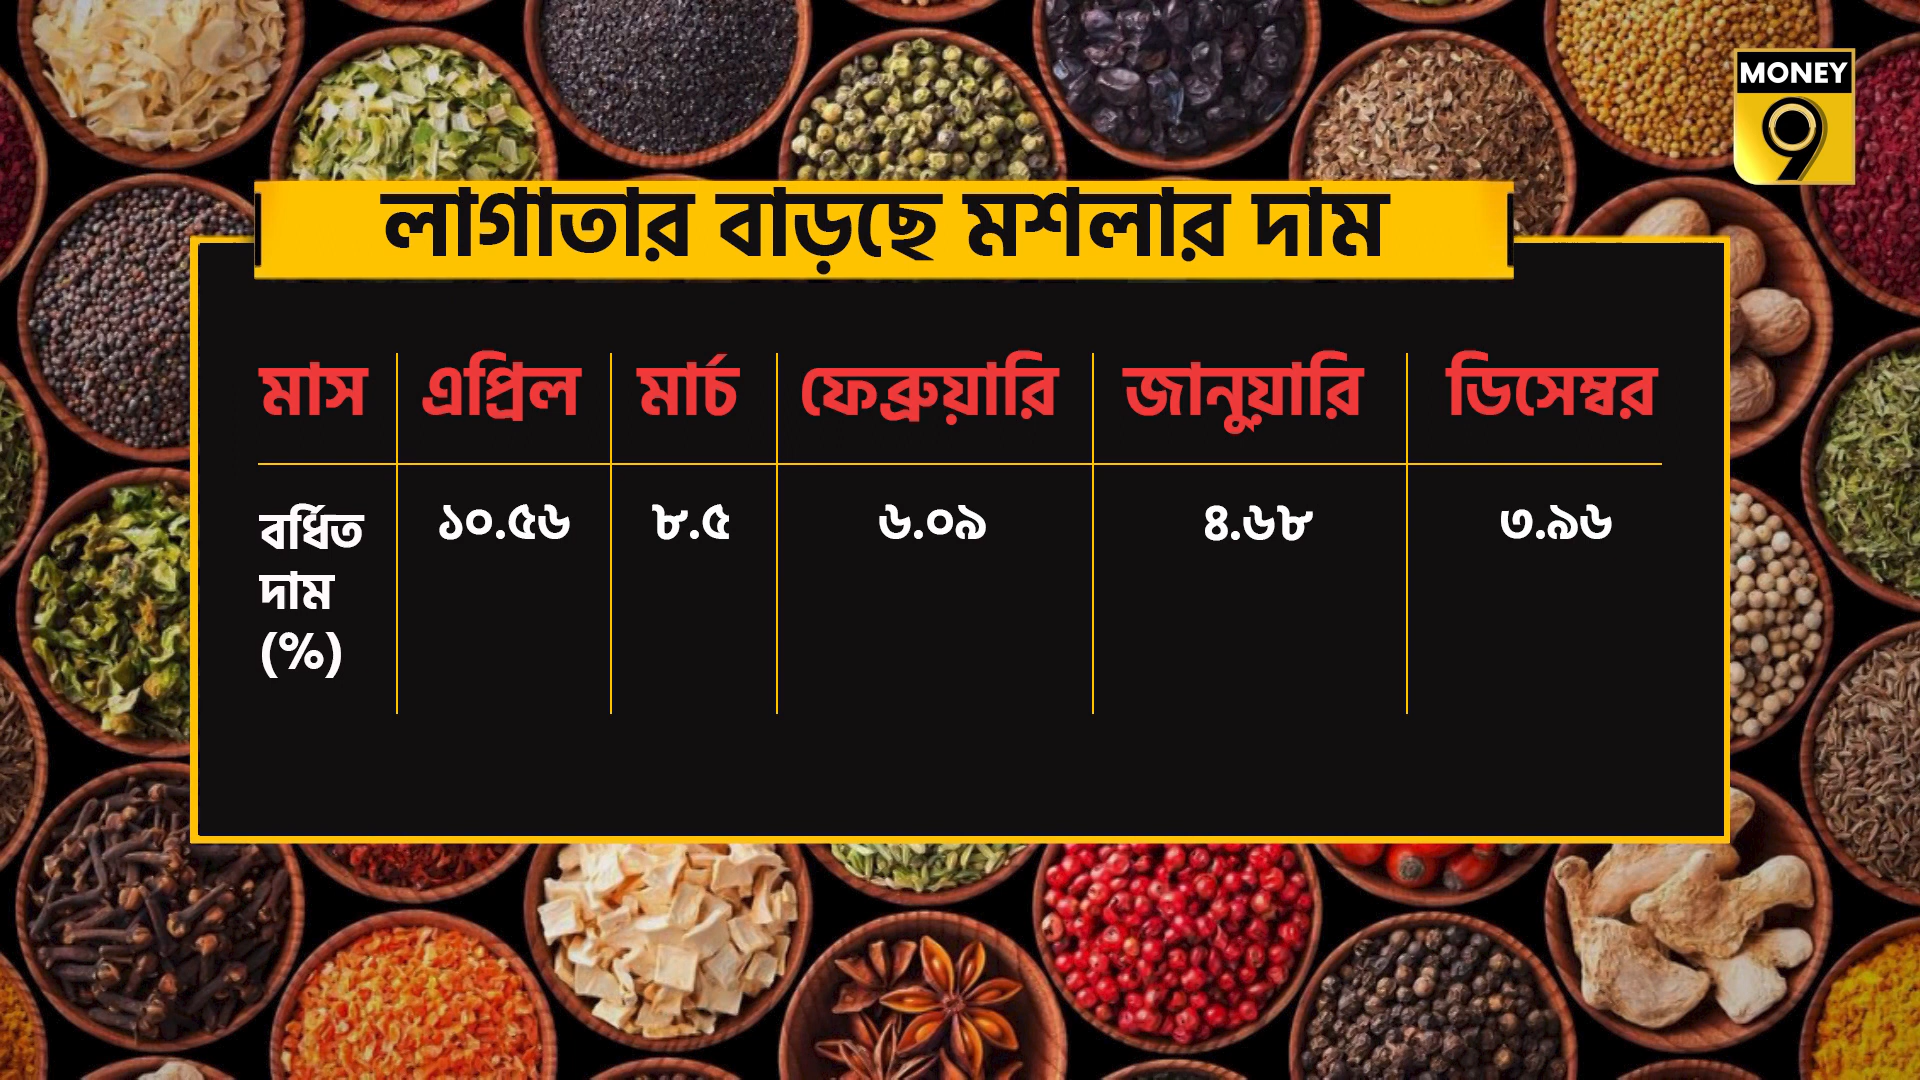 MONEY
9
লাগাতার বাড়ছে মশলার দাম
মাস এপ্রিল মার্চ ফেব্রুয়ারি জানুয়ারি ডিসেম্বর
বর্ধিত ১০.৫৬ ৮.৫ ৬.০৯ ৪.৬৮ ৩.৯৬
দাম
(%)